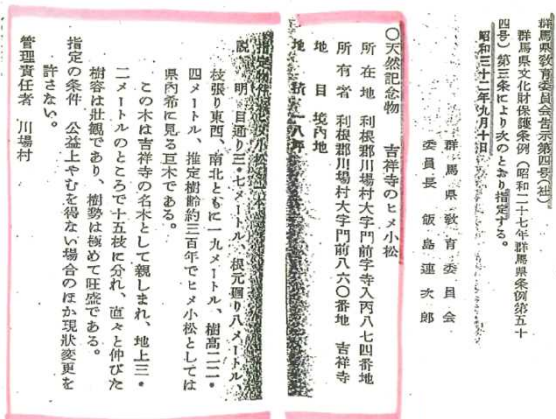 群馬県教育委員会告示第四号(社)
群馬県文化財保護条例(昭和二十七年群馬県条例第五十
四号)第三条により次のとおり指定する。
昭和三十二年九月十日
群馬県教育委員会
委員長 飯島連次郎
○天然記念物 吉祥寺のヒメ小松
所在地 利根郡川場村大字門前字寺入丙八七四番地
所有者 利根郡川場村大字門前八六〇番地 吉祥寺
地目 境内地
地積
指定物件 小松
説明 目通り三・七メートル、根元廻り八メートル、
枝張り東西、南北ともに一九メートル、樹高二二・
四メートル、推定樹齢約三百年でヒメ小松としては
県内希に見る巨木である。
この木は吉祥寺の名木として親しまれ、地上三・
二メートルのところで十五枝に分れ、直々と伸びた
樹容は壮観であり、樹勢は極めて旺盛である。
指定の条件 公益上やむを得ない場合のほか現状変更を
許さない。
管理責任者 川場村